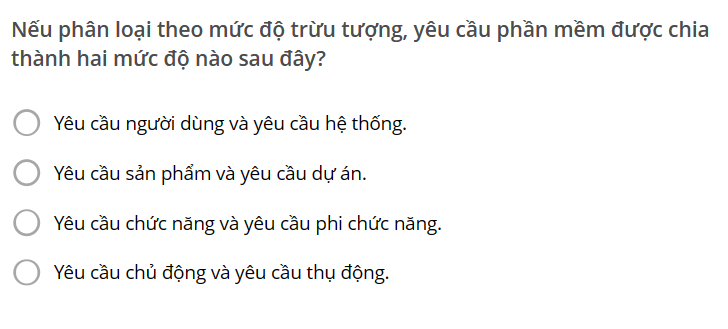 Nếu phân loại theo mức độ trừu tượng, yêu cầu phần mềm được chia
thành hai mức độ nào sau đây?
Yêu cầu người dùng và yêu cầu hệ thống.
Yêu cầu sản phẩm và yêu cầu dự án.
Yêu cầu chức năng và yêu cầu phi chức năng.
Yêu cầu chủ động và yêu cầu thụ động.